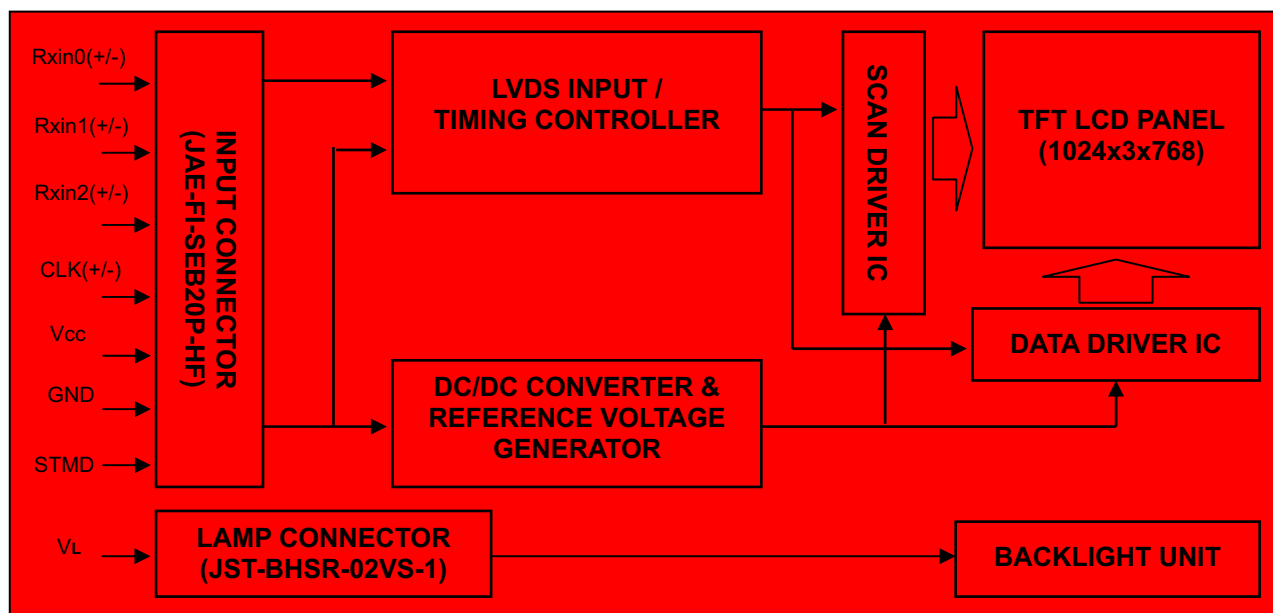 Rxin0(+/-)
Rxin1(+/-)
Rxin2(+/-)
CLK(+/-)
Vcc
GND
STMD
VL
INPUT CONNECTOR
(JAE-FI-SEB20P-HF)
LVDS INPUT /
TIMING CONTROLLER
SCAN DRIVER IC
TFT LCD PANEL
(1024x3x768)
DATA DRIVER IC
DC/DC CONVERTER &
REFERENCE VOLTAGE
GENERATOR
LAMP CONNECTOR
(JST-BHSR-02VS-1)
BACKLIGHT UNIT